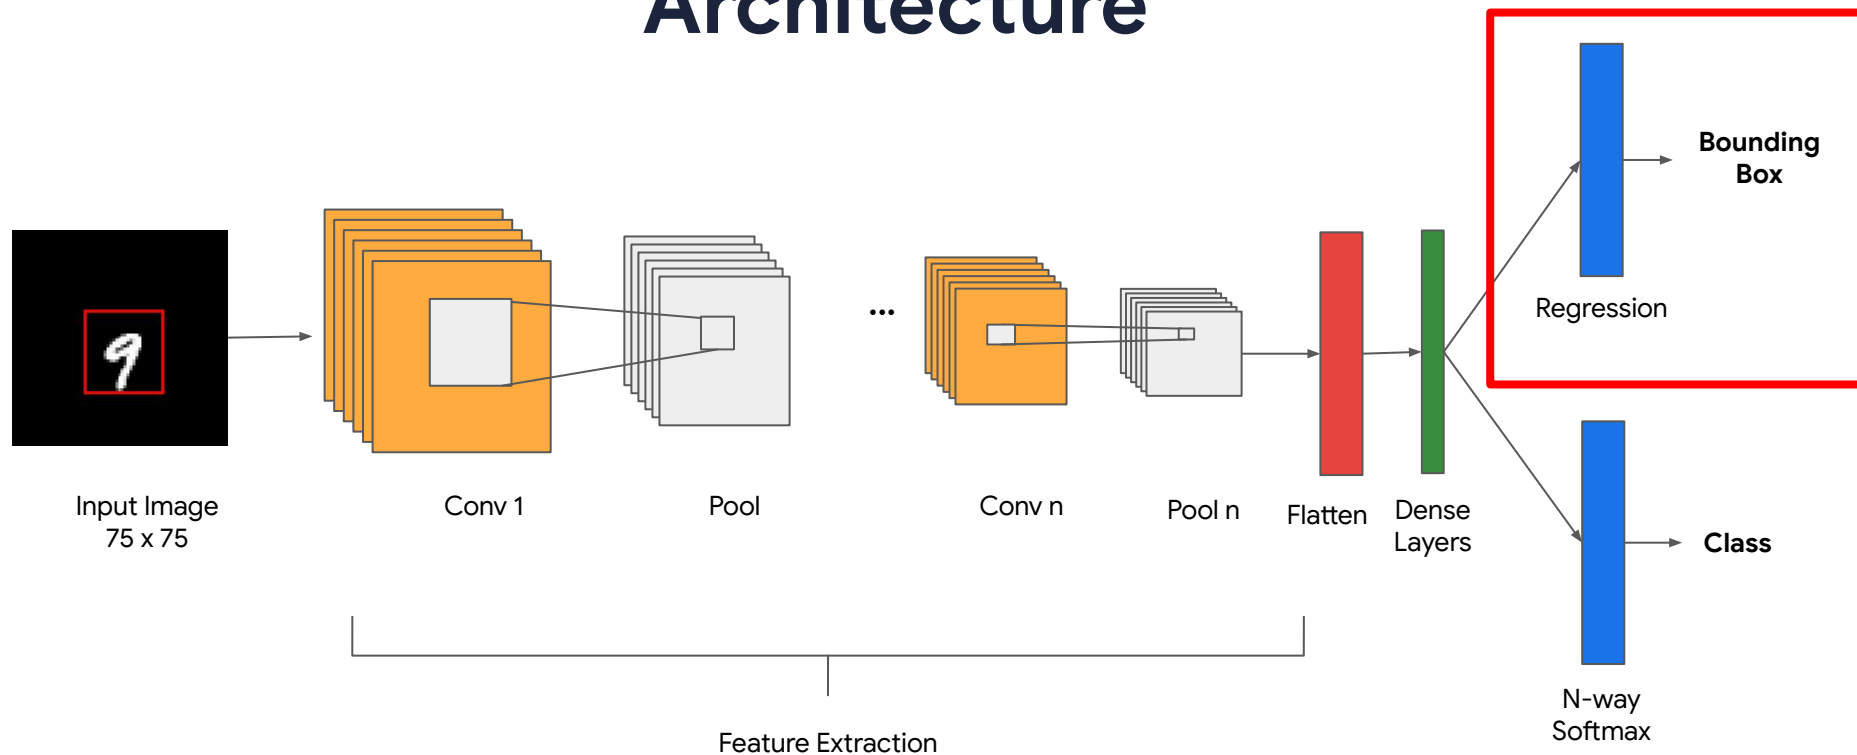 Architecture
Bounding
Box
Regression
...
Input Image
75 x 75
Conv 1
Pool
Conv n
Pool n
Flatten
Dense
Layers
Class
N-way
Softmax
Feature Extraction
9